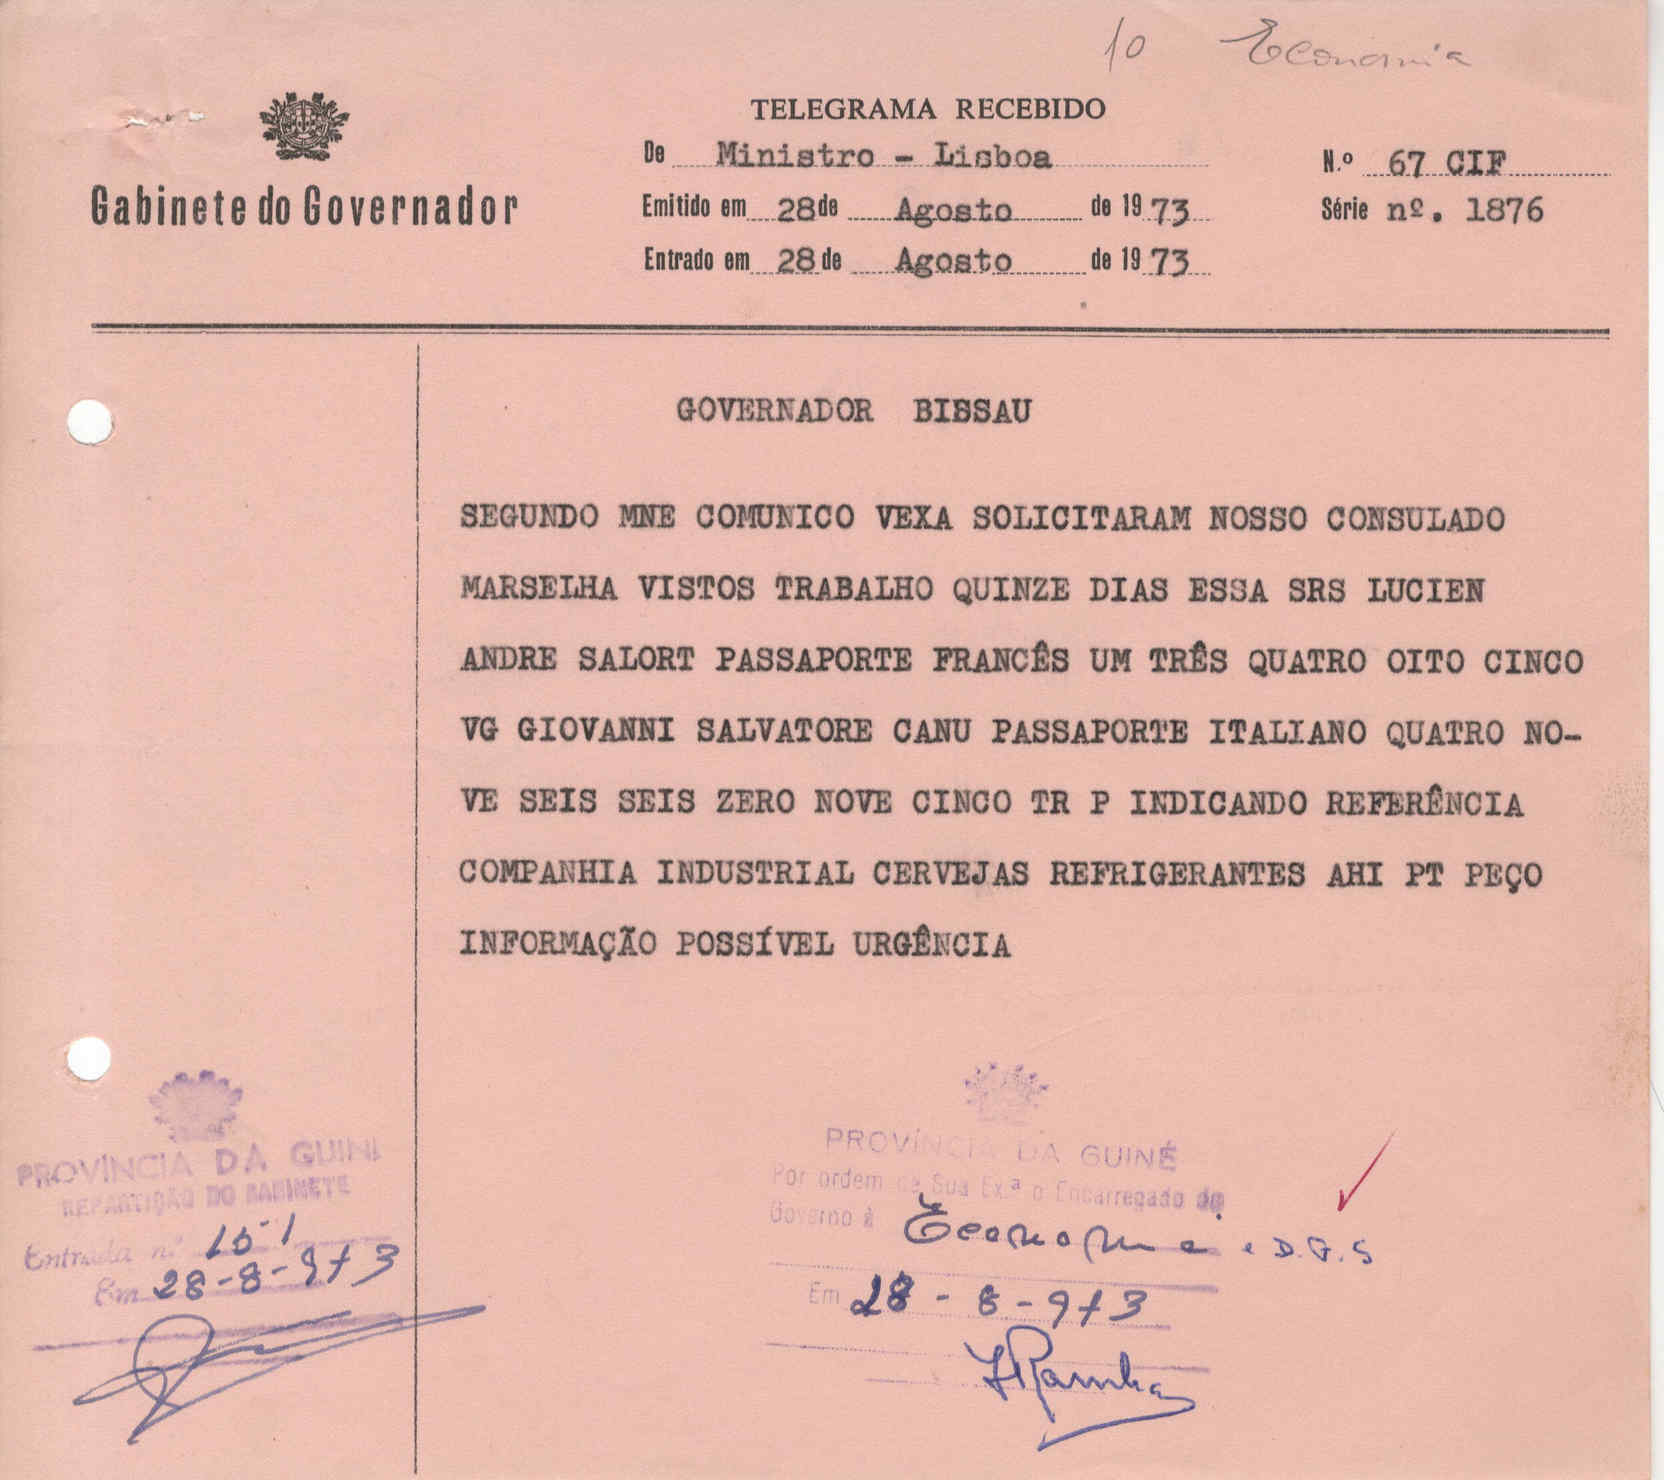 10 Economia
TELEGRAMA RECEBIDO
De Ministro - Lisboa
N.º 67 CIF
Gabinete do Governador
Emitido em 28 de Agosto de 1973
Série nº. 1876
Entrado em 28 de Agosto de 1973
GOVERNADOR BISSAU
SEGUNDO MNE COMUNICO VEXA SOLICITARAM NOSSO CONSULADO
MARSELHA VISTOS TRABALHO QUINZE DIAS ESSA SRS LUCIEN
ANDRE SALORT PASSAPORTE FRANCÊS UM TRÊS QUATRO OITO CINCO
VG GIOVANNI SALVATORE CANU PASSAPORTE ITALIANO QUATRO NO-
VE SEIS SEIS ZERO NOVE CINCO TR P INDICANDO REFERÊNCIA
COMPANHIA INDUSTRIAL CERVEJAS REFRIGERANTES AHI PT PEÇO
INFORMAÇÃO POSSÍVEL URGÊNCIA
PROVÍNCIA DA GUINÉ
REPARTIÇÃO DO GABINETE
Entrada n.º
Em 28-8-973
PROVÍNCIA DA GUINÉ
Por ordem de Sua Ex.ª o Encarregado do
Governo à Economia e D.G.S
Em 28-8-973